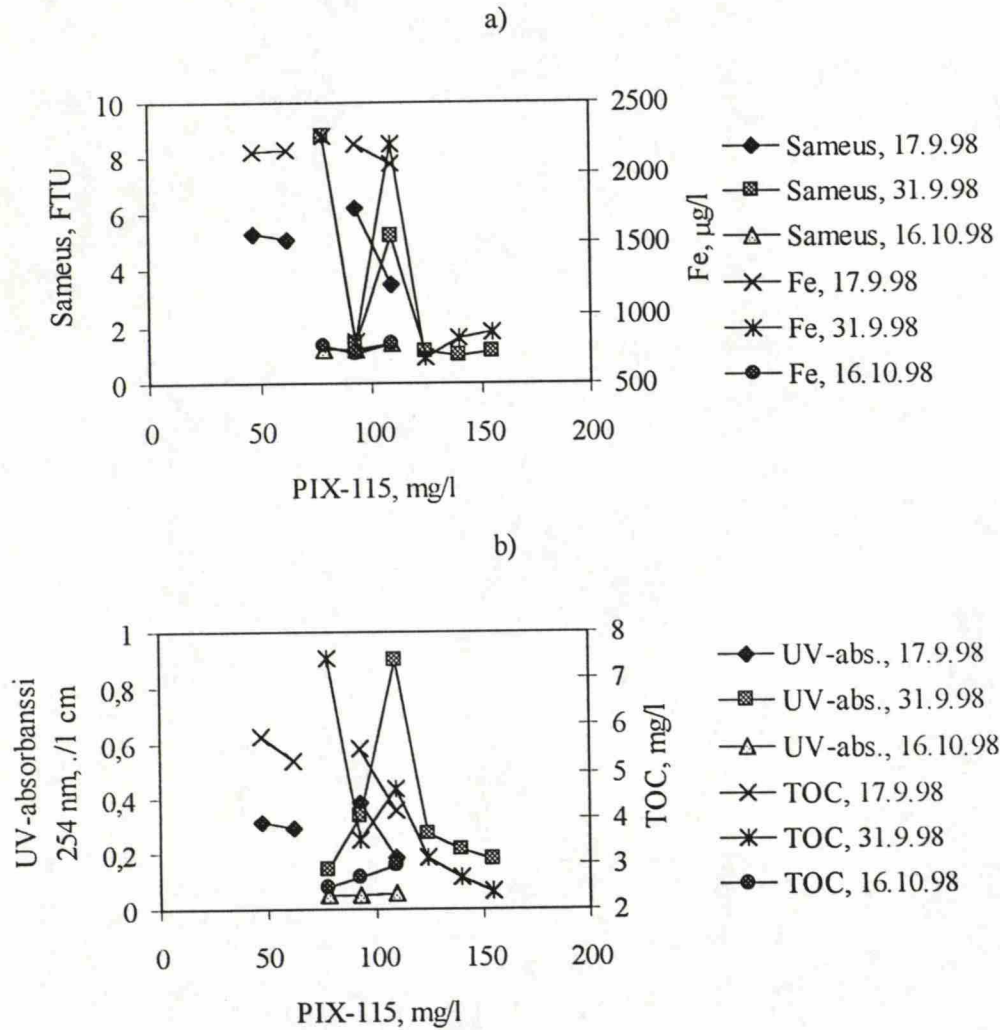 a)
10
8
6
4
2
0
Sameus, FTU
2500
2000
1500
1000
500
Fe, µg/l
0
50
100
150
200
PIX-115, mg/l
Sameus, 17.9.98
Sameus, 31.9.98
Sameus, 16.10.98
Fe, 17.9.98
Fe, 31.9.98
Fe, 16.10.98
b)
1
0,8
0,6
0,4
0,2
0
UV-absorbanssi
254 nm, ./1 cm
8
7
6
5
4
3
2
TOC, mg/l
0
50
100
150
200
PIX-115, mg/l
UV-abs., 17.9.98
UV-abs., 31.9.98
UV-abs., 16.10.98
TOC, 17.9.98
TOC, 31.9.98
TOC, 16.10.98